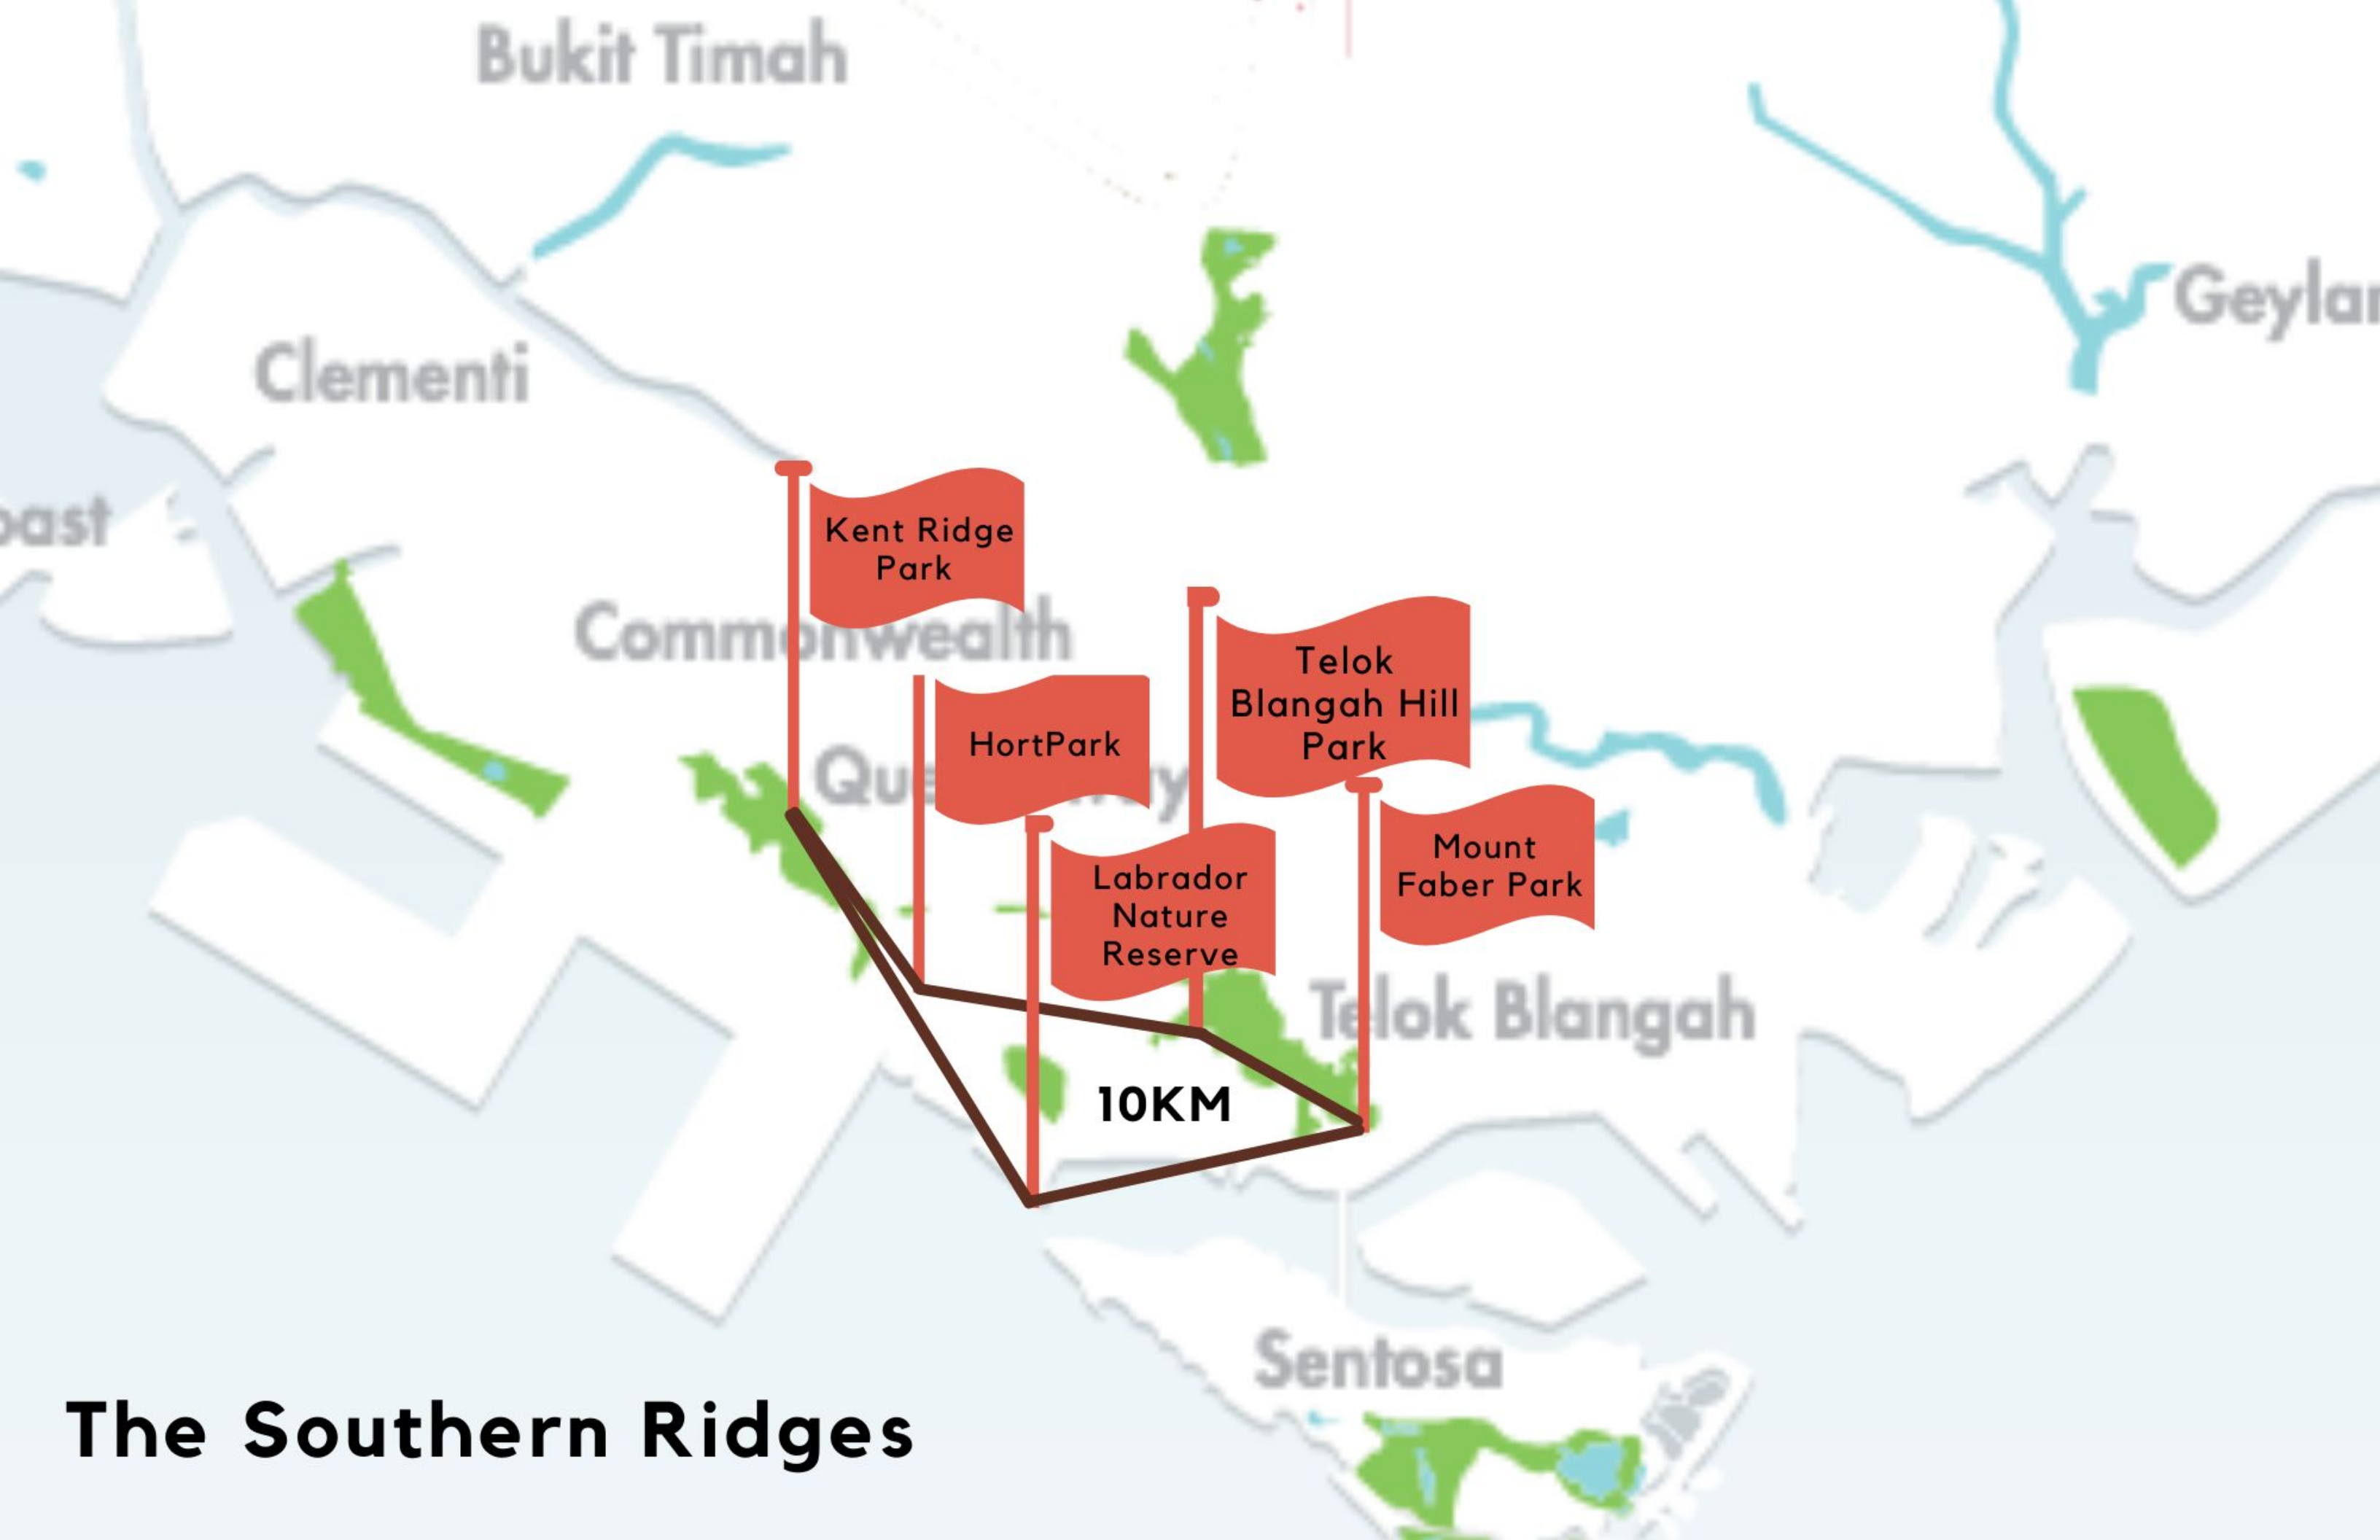 Bukit Timah
Geylan
Clementi
oast
Kent Ridge
Park
Commonwealth
Telok
Blangah Hill
Park
HortPark
Mount
Faber Park
Labrador
Nature
Reserve
Telok Blangah
10KM
Sentosa
The Southern Ridges